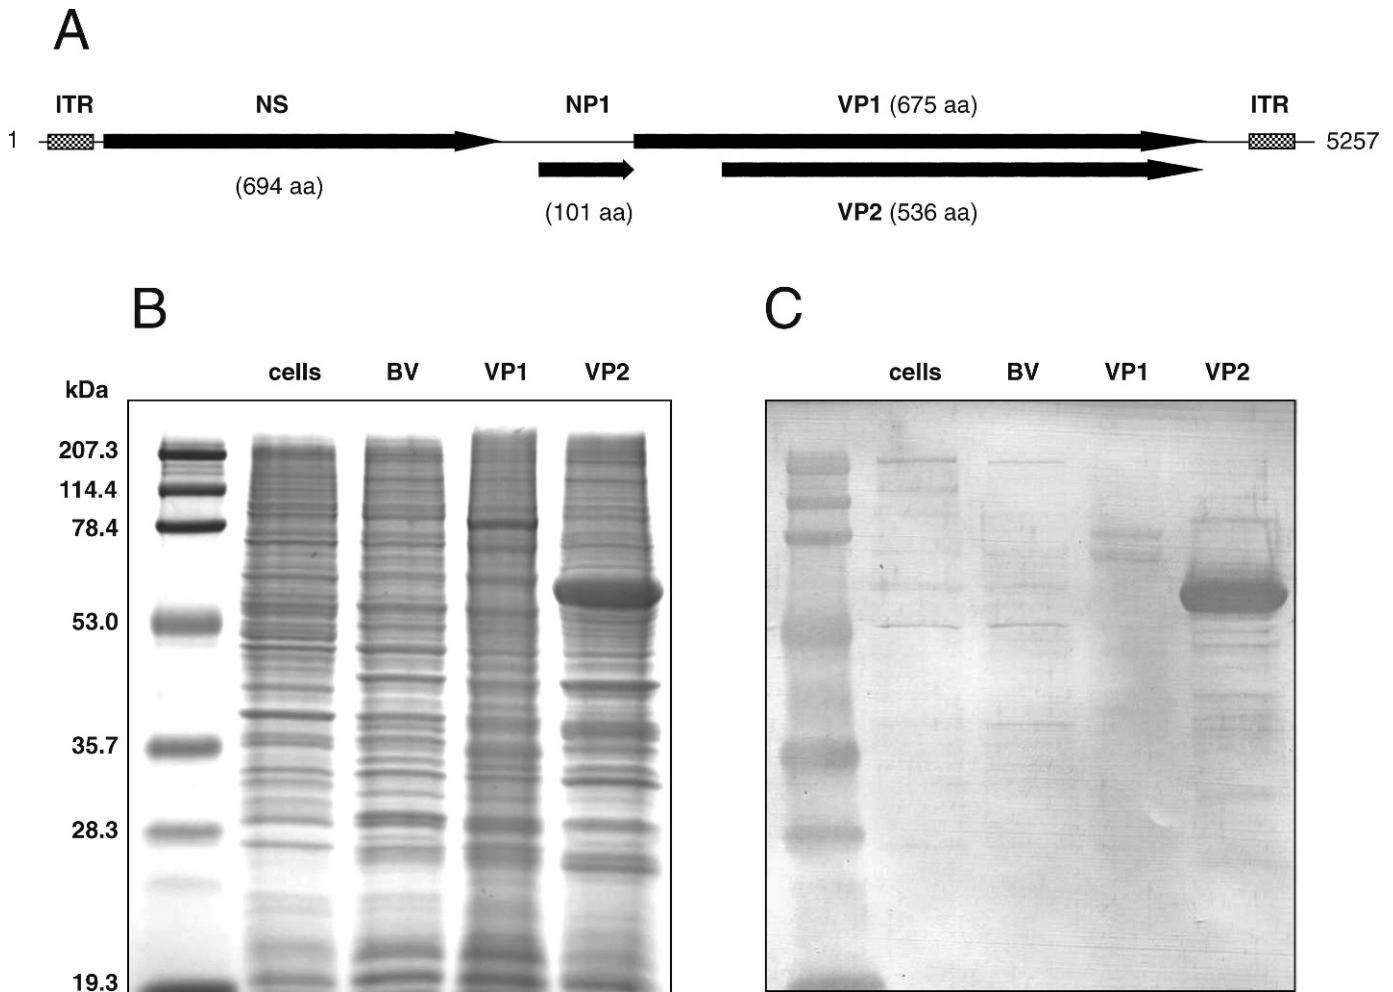 A
ITR NS NP1 VP1 (675 aa) ITR
1 5257
(694 aa) (101 aa) VP2 (536 aa)
B C
kDa cells BV VP1 VP2 cells BV VP1 VP2
207.3
114.4
78.4
53.0
35.7
28.3
19.3